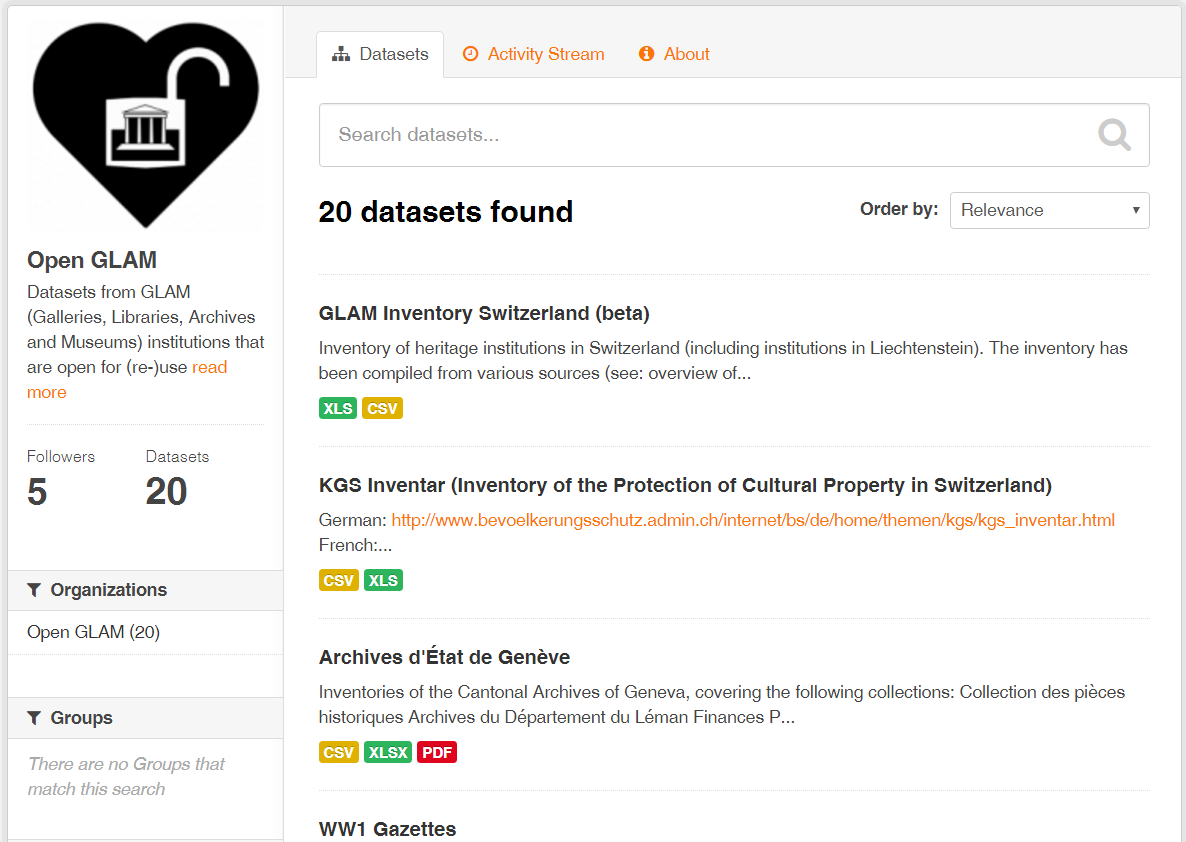 Open GLAM
Datasets from GLAM
(Galleries, Libraries, Archives
and Museums) institutions that
are open for (re-)use read
more
Followers
5
Datasets
20
Organizations
Open GLAM (20)
Groups
There are no Groups that
match this search
Datasets
Activity Stream
About
Search datasets...
20 datasets found
Order by:
Relevance
GLAM Inventory Switzerland (beta)
Inventory of heritage institutions in Switzerland (including institutions in Liechtenstein). The inventory has
been compiled from various sources (see: overview of...
XLS CSV
KGS Inventar (Inventory of the Protection of Cultural Property in Switzerland)
German: http://www.bevoelkerungsschutz.admin.ch/internet/bs/de/home/themen/kgs/kgs_inventar.html
French:...
CSV XLS
Archives d'État de Genève
Inventories of the Cantonal Archives of Geneva, covering the following collections: Collection des pièces
historiques Archives du Département du Léman Finances P...
CSV XLSX PDF
WW1 Gazettes